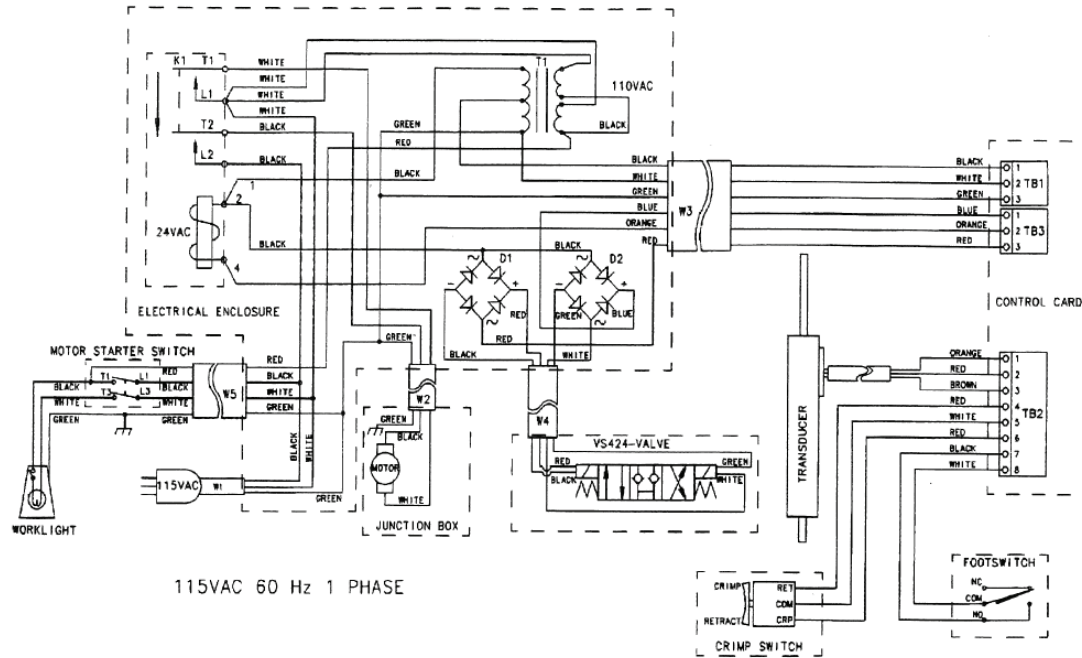 K1 T1 WHITE
WHITE
L1 WHITE
WHITE
T2 BLACK
L2 BLACK
T1
110VAC
GREEN
BLACK
RED
BLACK
1
2
24VAC
4
BLACK
ELECTRICAL ENCLOSURE
BLACK
WHITE
GREEN
BLUE
ORANGE
RED
W3
BLACK
WHITE
GREEN
BLUE
ORANGE
RED
1
2 TB1
3
1
2 TB3
3
CONTROL CARD
~ D1
- +
~
RED
RED
BLACK
BLACK
~ D2
- +
~
GREEN
BLUE
WHITE
MOTOR STARTER SWITCH
T1 L1
T3 L3
RED
BLACK
WHITE
GREEN
BLACK
WHITE
GREEN
W5
RED
BLACK
WHITE
GREEN
GREEN
BLACK
WHITE
115VAC W1
GREEN
WORKLIGHT
W2
GREEN
BLACK
MOTOR
WHITE
JUNCTION BOX
W4
VS424-VALVE
RED
BLACK
GREEN
WHITE
TRANSDUCER
ORANGE
RED
BROWN
RED
WHITE
RED
BLACK
WHITE
1
2
3
4
5
6
7
8
TB2
CRIMP
RETRACT
RET
COM
CRP
CRIMP SWITCH
FOOTSWITCH
NC
COM
NO
115VAC 60 Hz 1 PHASE